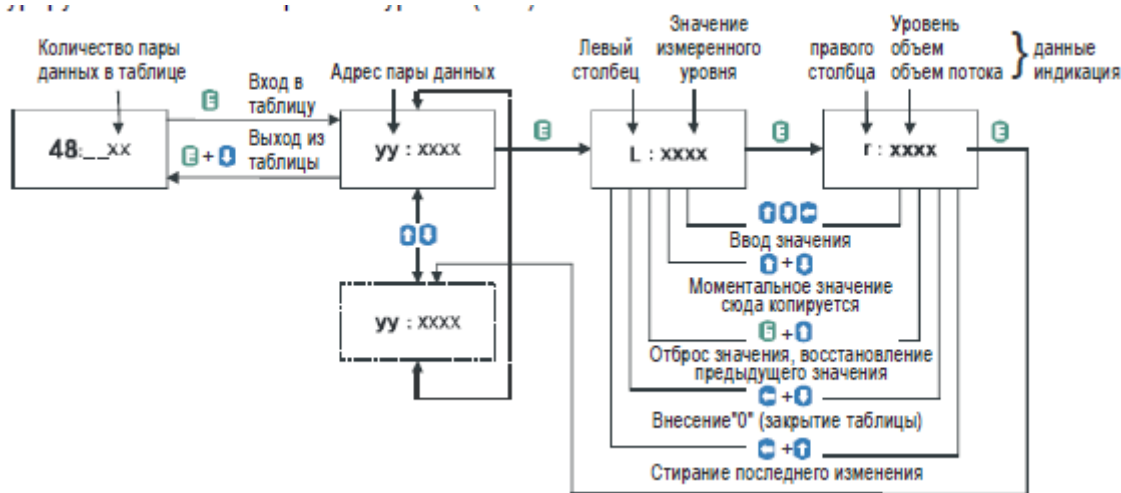 Количество пары
данных в таблице
Вход в
таблицу
Адрес пары данных
Левый
столбец
Значение
измеренного
уровня
правого
столбца
Уровень
объем
объем потока
данные
индикация
E
48:__xx
E + ⬇
Выход из
таблицы
yy : xxxx
E
L : xxxx
E
r : xxxx
E
Ввод значения
+
Моментальное значение
сюда копируется
yy : xxxx
E +
Отброс значения, восстановление
предыдущего значения
+
Внесение"0" (закрытие таблицы)
+
Стирание последнего изменения